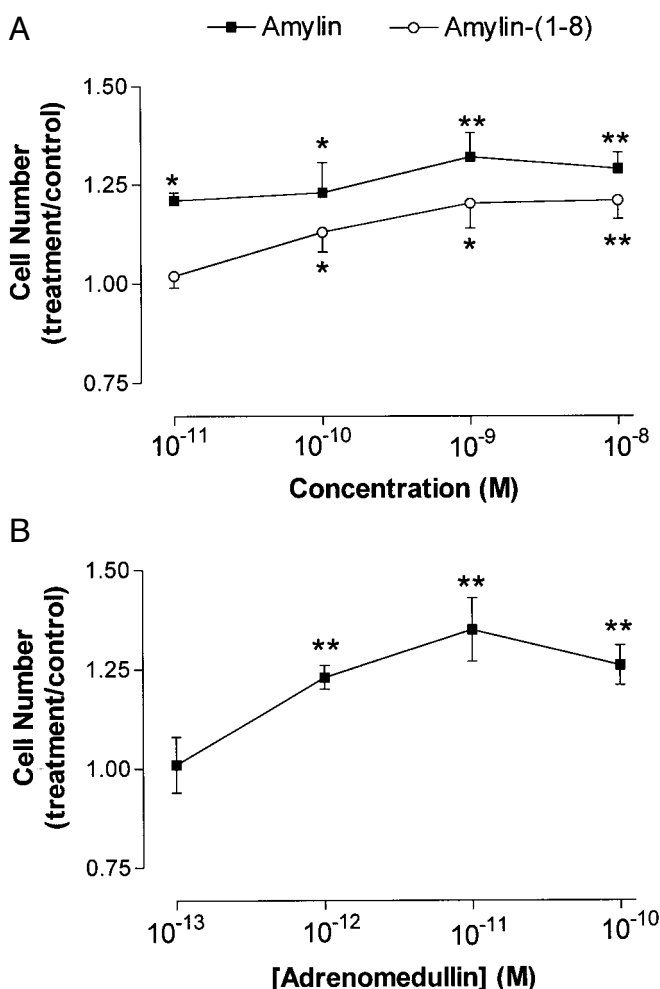 A
Amylin Amylin-(1-8)
1.50
1.25
1.00
0.75
Cell Number
(treatment/control)
* * ** **
* * **
10⁻¹¹ 10⁻¹⁰ 10⁻⁹ 10⁻⁸
Concentration (M)
B
1.50
1.25
1.00
0.75
Cell Number
(treatment/control)
** ** **
10⁻¹³ 10⁻¹² 10⁻¹¹ 10⁻¹⁰
[Adrenomedullin] (M)